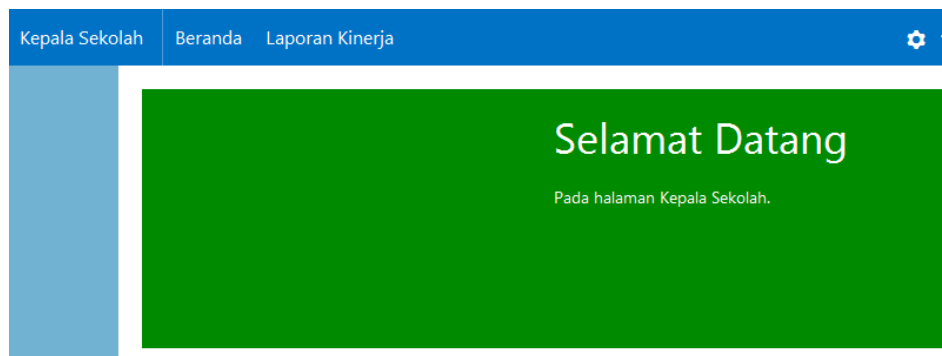 Kepala Sekolah Beranda Laporan Kinerja
Selamat Datang
Pada halaman Kepala Sekolah.